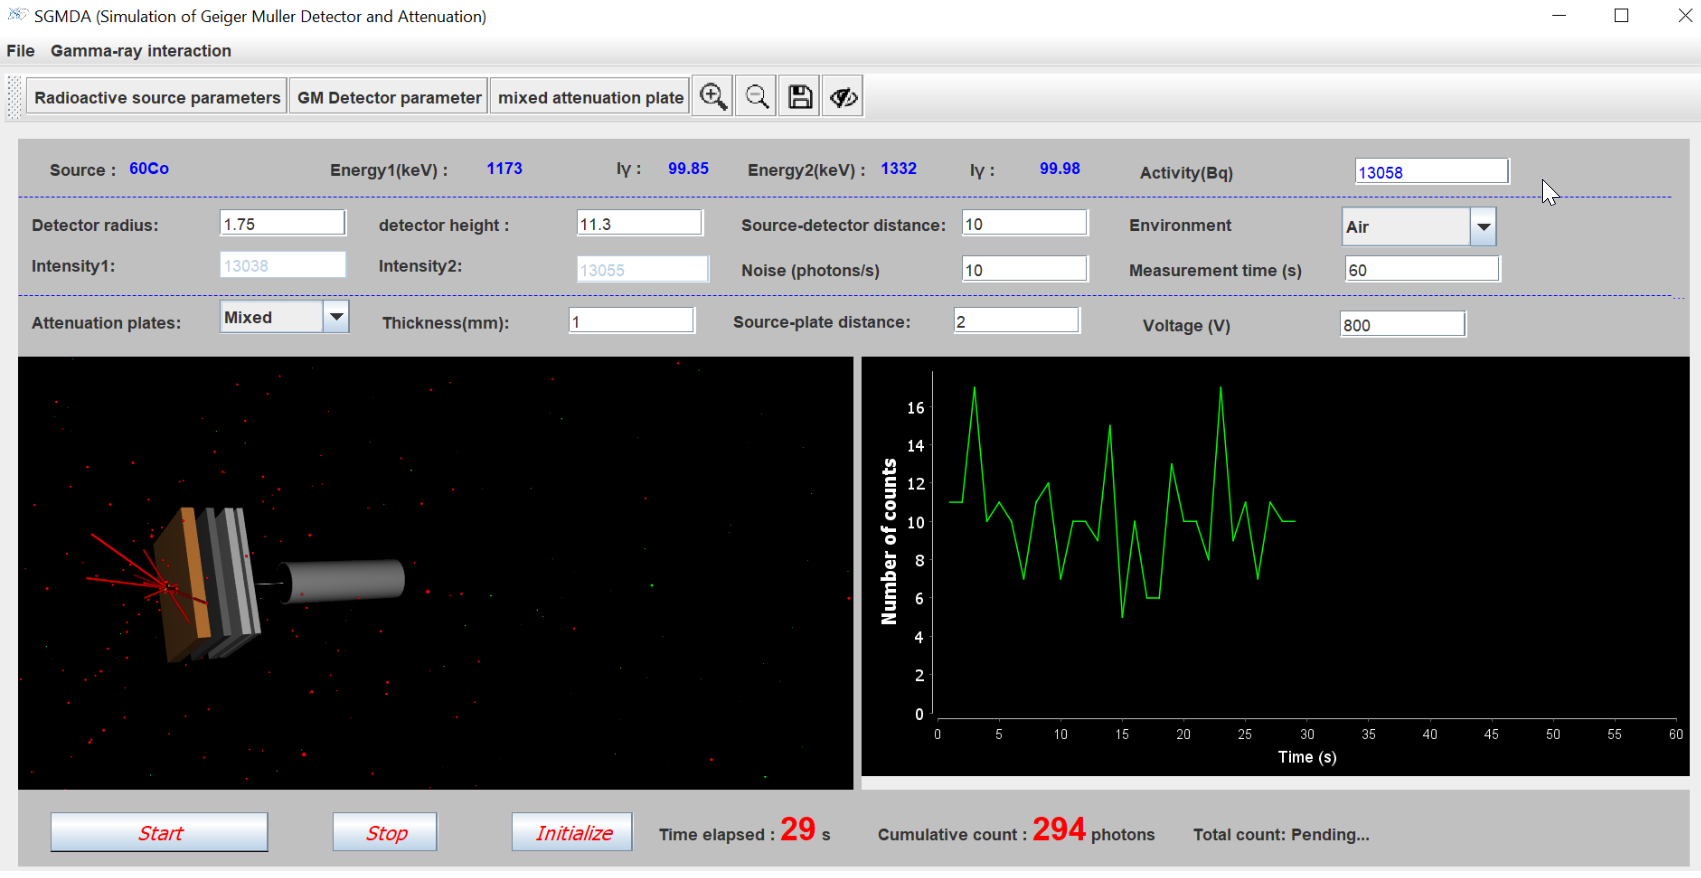 SGMDA (Simulation of Geiger Muller Detector and Attenuation)
File Gamma-ray interaction
Radioactive source parameters GM Detector parameter mixed attenuation plate
Source : 60Co Energy1(keV) : 1173 Iγ : 99.85 Energy2(keV) : 1332 Iγ : 99.98 Activity(Bq) 13058
Detector radius: 1.75 detector height : 11.3 Source-detector distance: 10 Environment Air
Intensity1: 13038 Intensity2: 13055 Noise (photons/s) 10 Measurement time (s) 60
Attenuation plates: Mixed Thickness(mm): 1 Source-plate distance: 2 Voltage (V) 800
Number of counts
16
14
12
10
8
6
4
2
0
0 5 10 15 20 25 30 35 40 45 50 55 60
Time (s)
Start Stop Initialize Time elapsed : 29 s Cumulative count : 294 photons Total count: Pending...